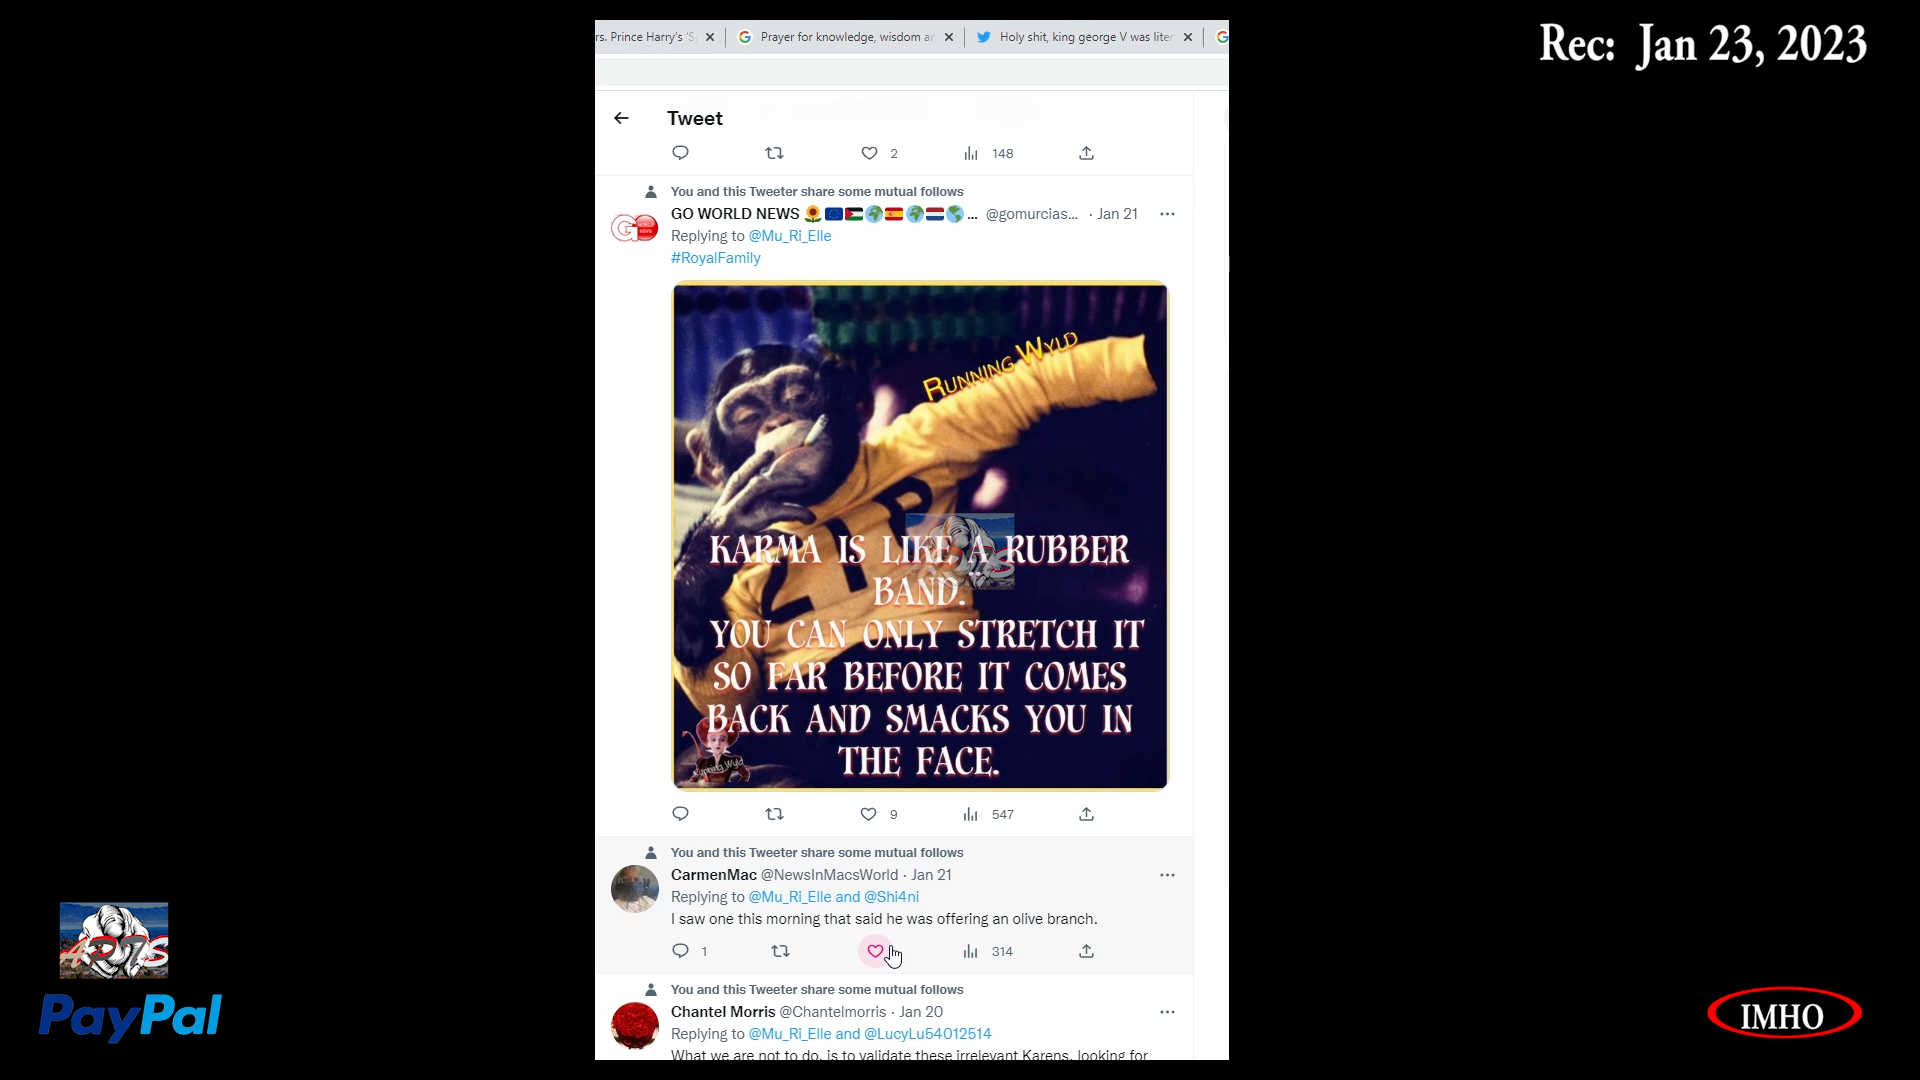 Rec: Jan 23, 2023
rs. Prince Harry's 'S
Prayer for knowledge, wisdom a
Holy shit, king george V was liter
Tweet
2
148
You and this Tweeter share some mutual follows
GO WORLD NEWS ... @gomurcias... · Jan 21
Replying to @Mu_Ri_Elle
#RoyalFamily
RUNNING WYLD
KARMA IS LIKE A RUBBER
BAND.
YOU CAN ONLY STRETCH IT
SO FAR BEFORE IT COMES
BACK AND SMACKS YOU IN
THE FACE.
Running Wyld
9
547
You and this Tweeter share some mutual follows
CarmenMac @NewsInMacsWorld · Jan 21
Replying to @Mu_Ri_Elle and @Shi4ni
I saw one this morning that said he was offering an olive branch.
1
314
You and this Tweeter share some mutual follows
Chantel Morris @Chantelmorris · Jan 20
Replying to @Mu_Ri_Elle and @LucyLu54012514
What we are not to do, is to validate these irrelevant Karens, looking for
PayPal
IMHO